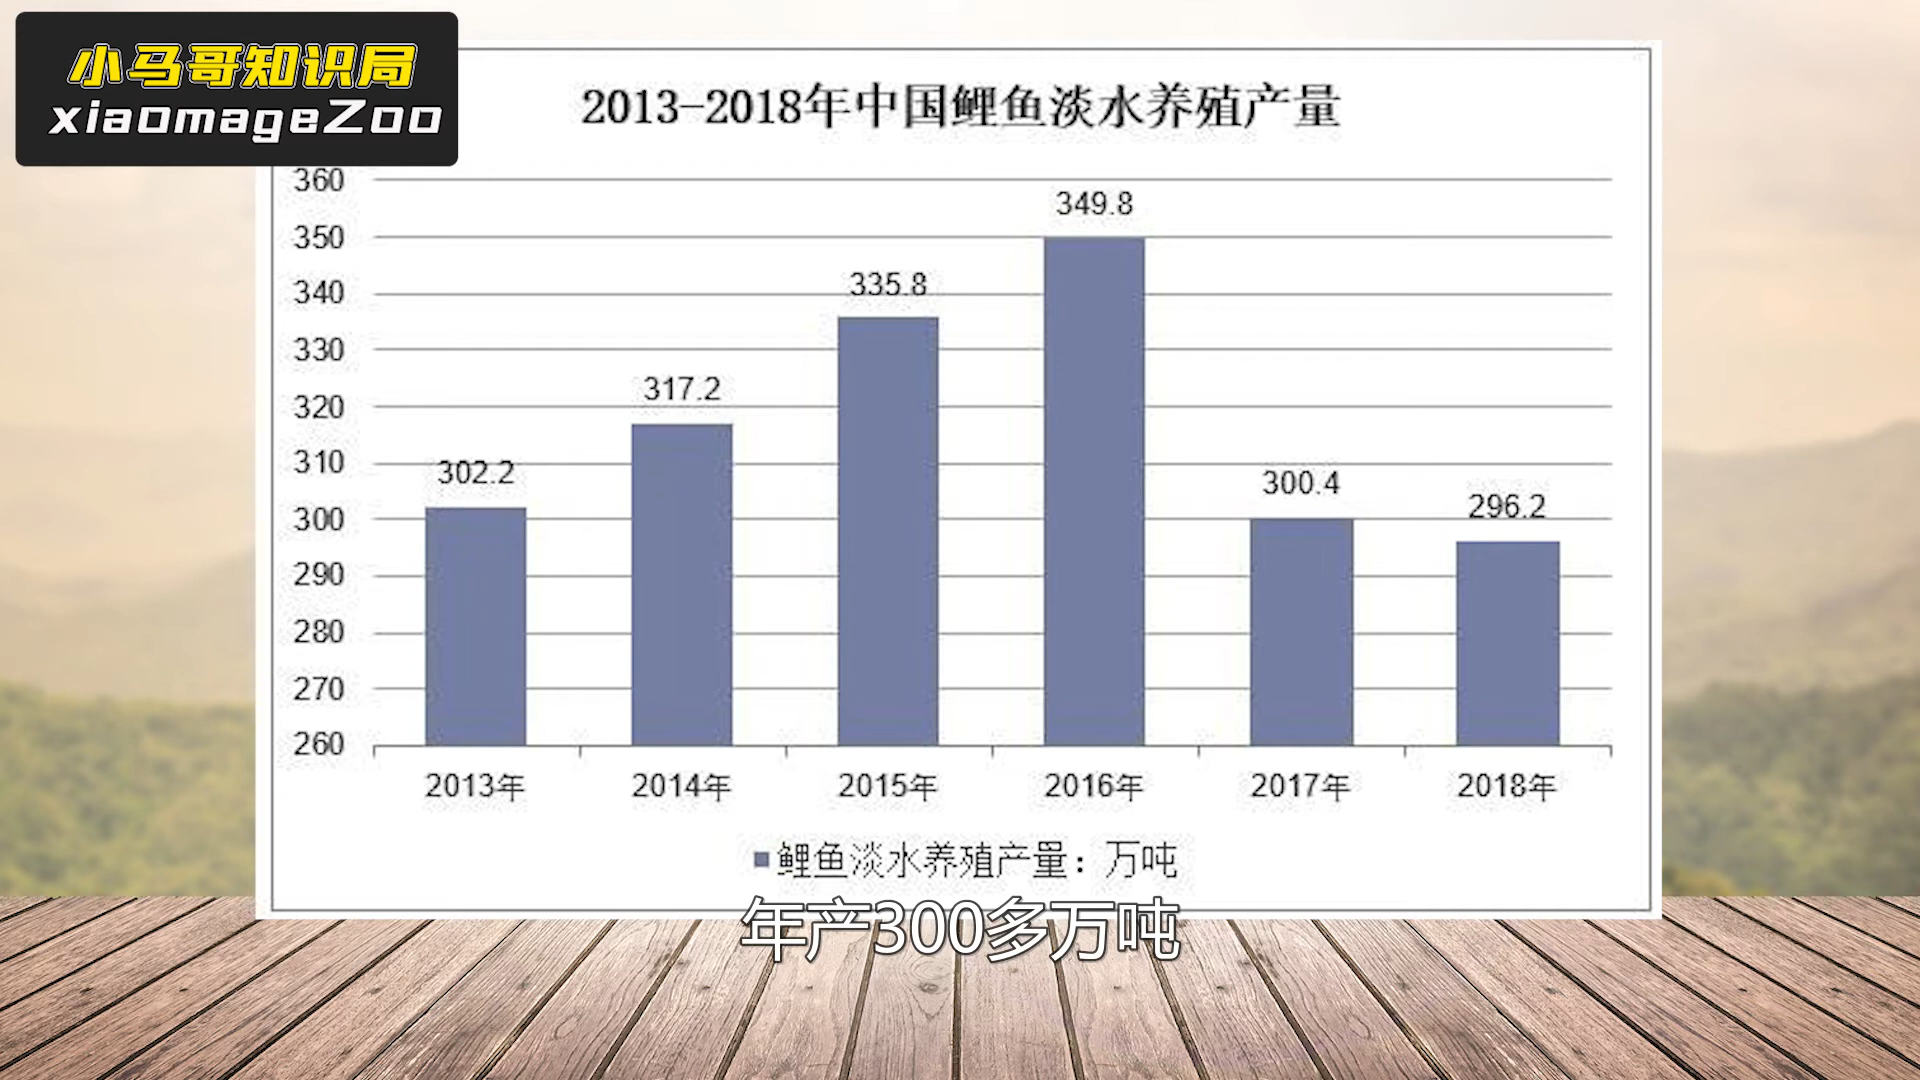 小马哥知识局
xiaomageZoo
2013-2018年中国鲤鱼淡水养殖产量
360
350
340
330
320
310
300
290
280
270
260
302.2
317.2
335.8
349.8
300.4
296.2
2013年
2014年
2015年
2016年
2017年
2018年
鲤鱼淡水养殖产量：万吨
年产300多万吨